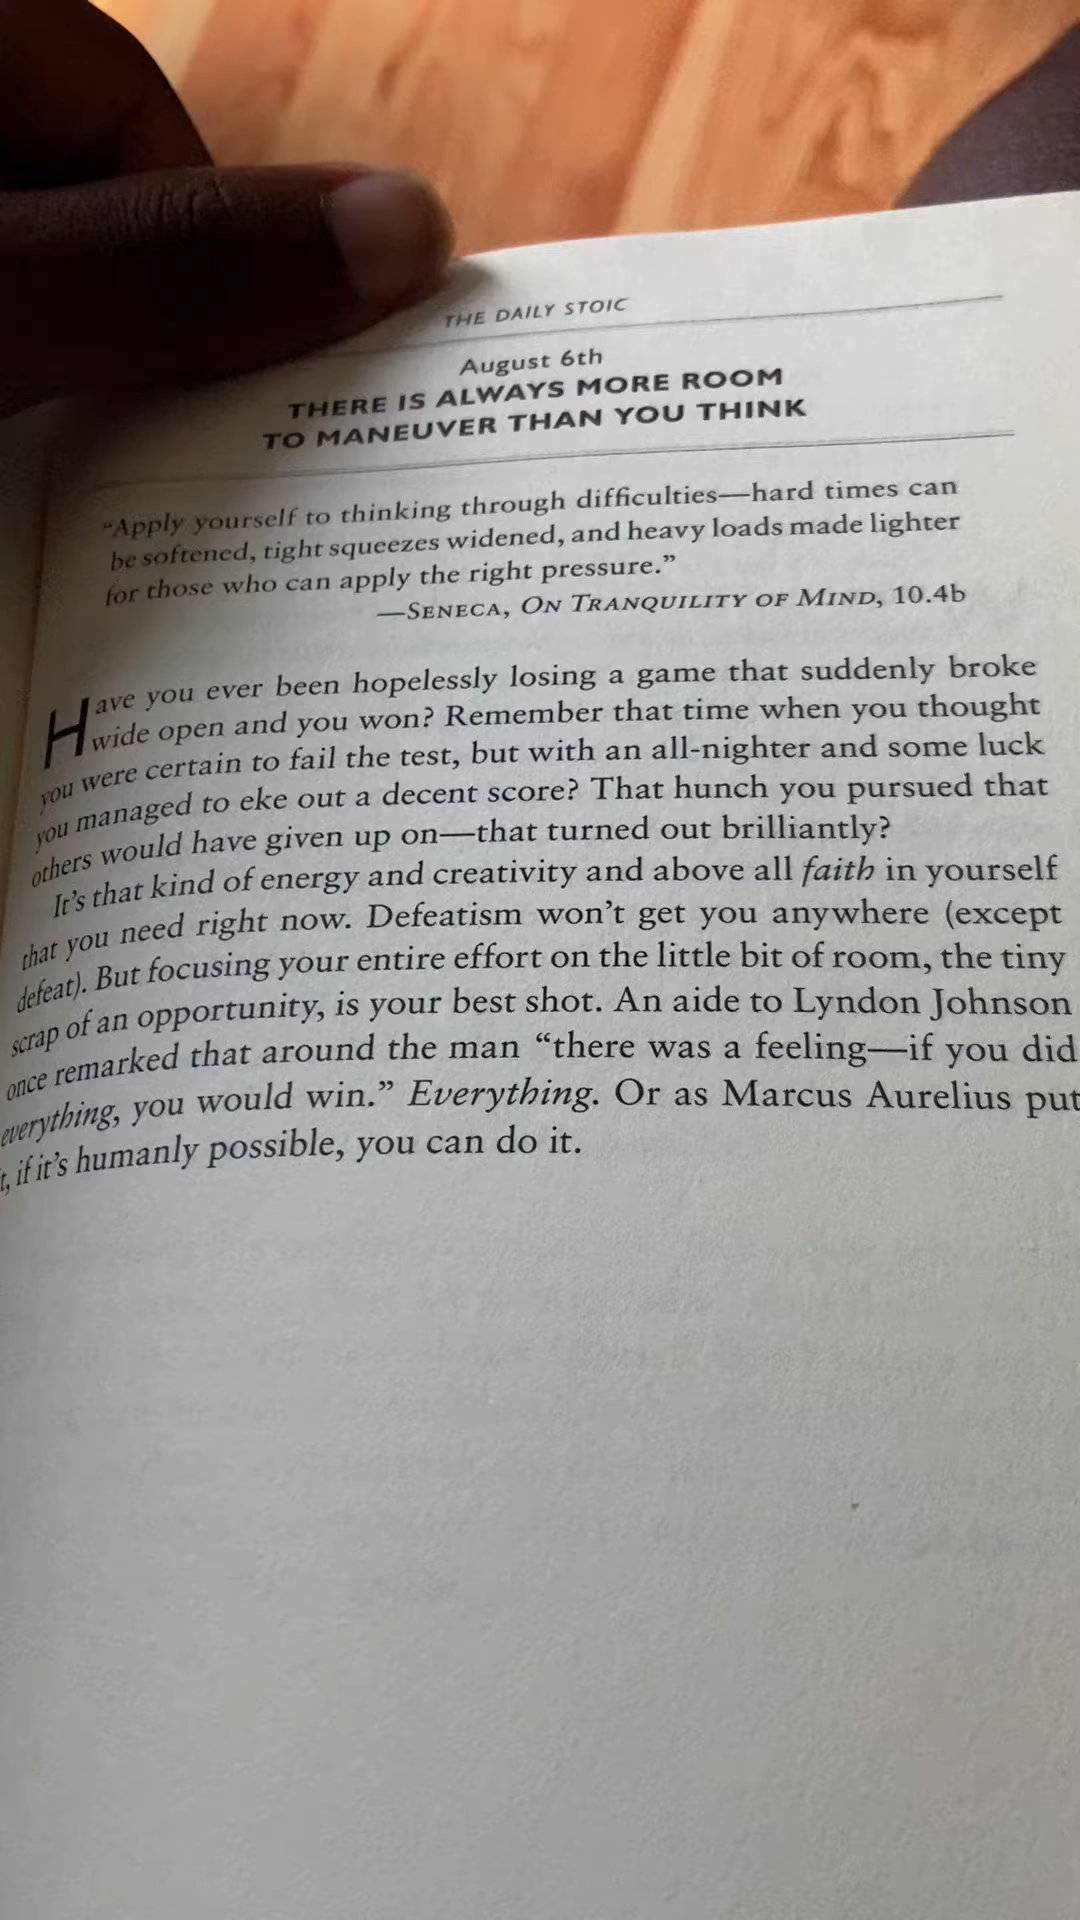 THE DAILY STOIC
August 6th
THERE IS ALWAYS MORE ROOM
TO MANEUVER THAN YOU THINK
“Apply yourself to thinking through difficulties—hard times can
be softened, tight squeezes widened, and heavy loads made lighter
for those who can apply the right pressure.”
—SENECA, ON TRANQUILITY OF MIND, 10.4b
Have you ever been hopelessly losing a game that suddenly broke
wide open and you won? Remember that time when you thought
you were certain to fail the test, but with an all-nighter and some luck
you managed to eke out a decent score? That hunch you pursued that
others would have given up on—that turned out brilliantly?
It’s that kind of energy and creativity and above all faith in yourself
that you need right now. Defeatism won’t get you anywhere (except
defeat). But focusing your entire effort on the little bit of room, the tiny
scrap of an opportunity, is your best shot. An aide to Lyndon Johnson
once remarked that around the man “there was a feeling—if you did
everything, you would win.” Everything. Or as Marcus Aurelius put
t, if it’s humanly possible, you can do it.